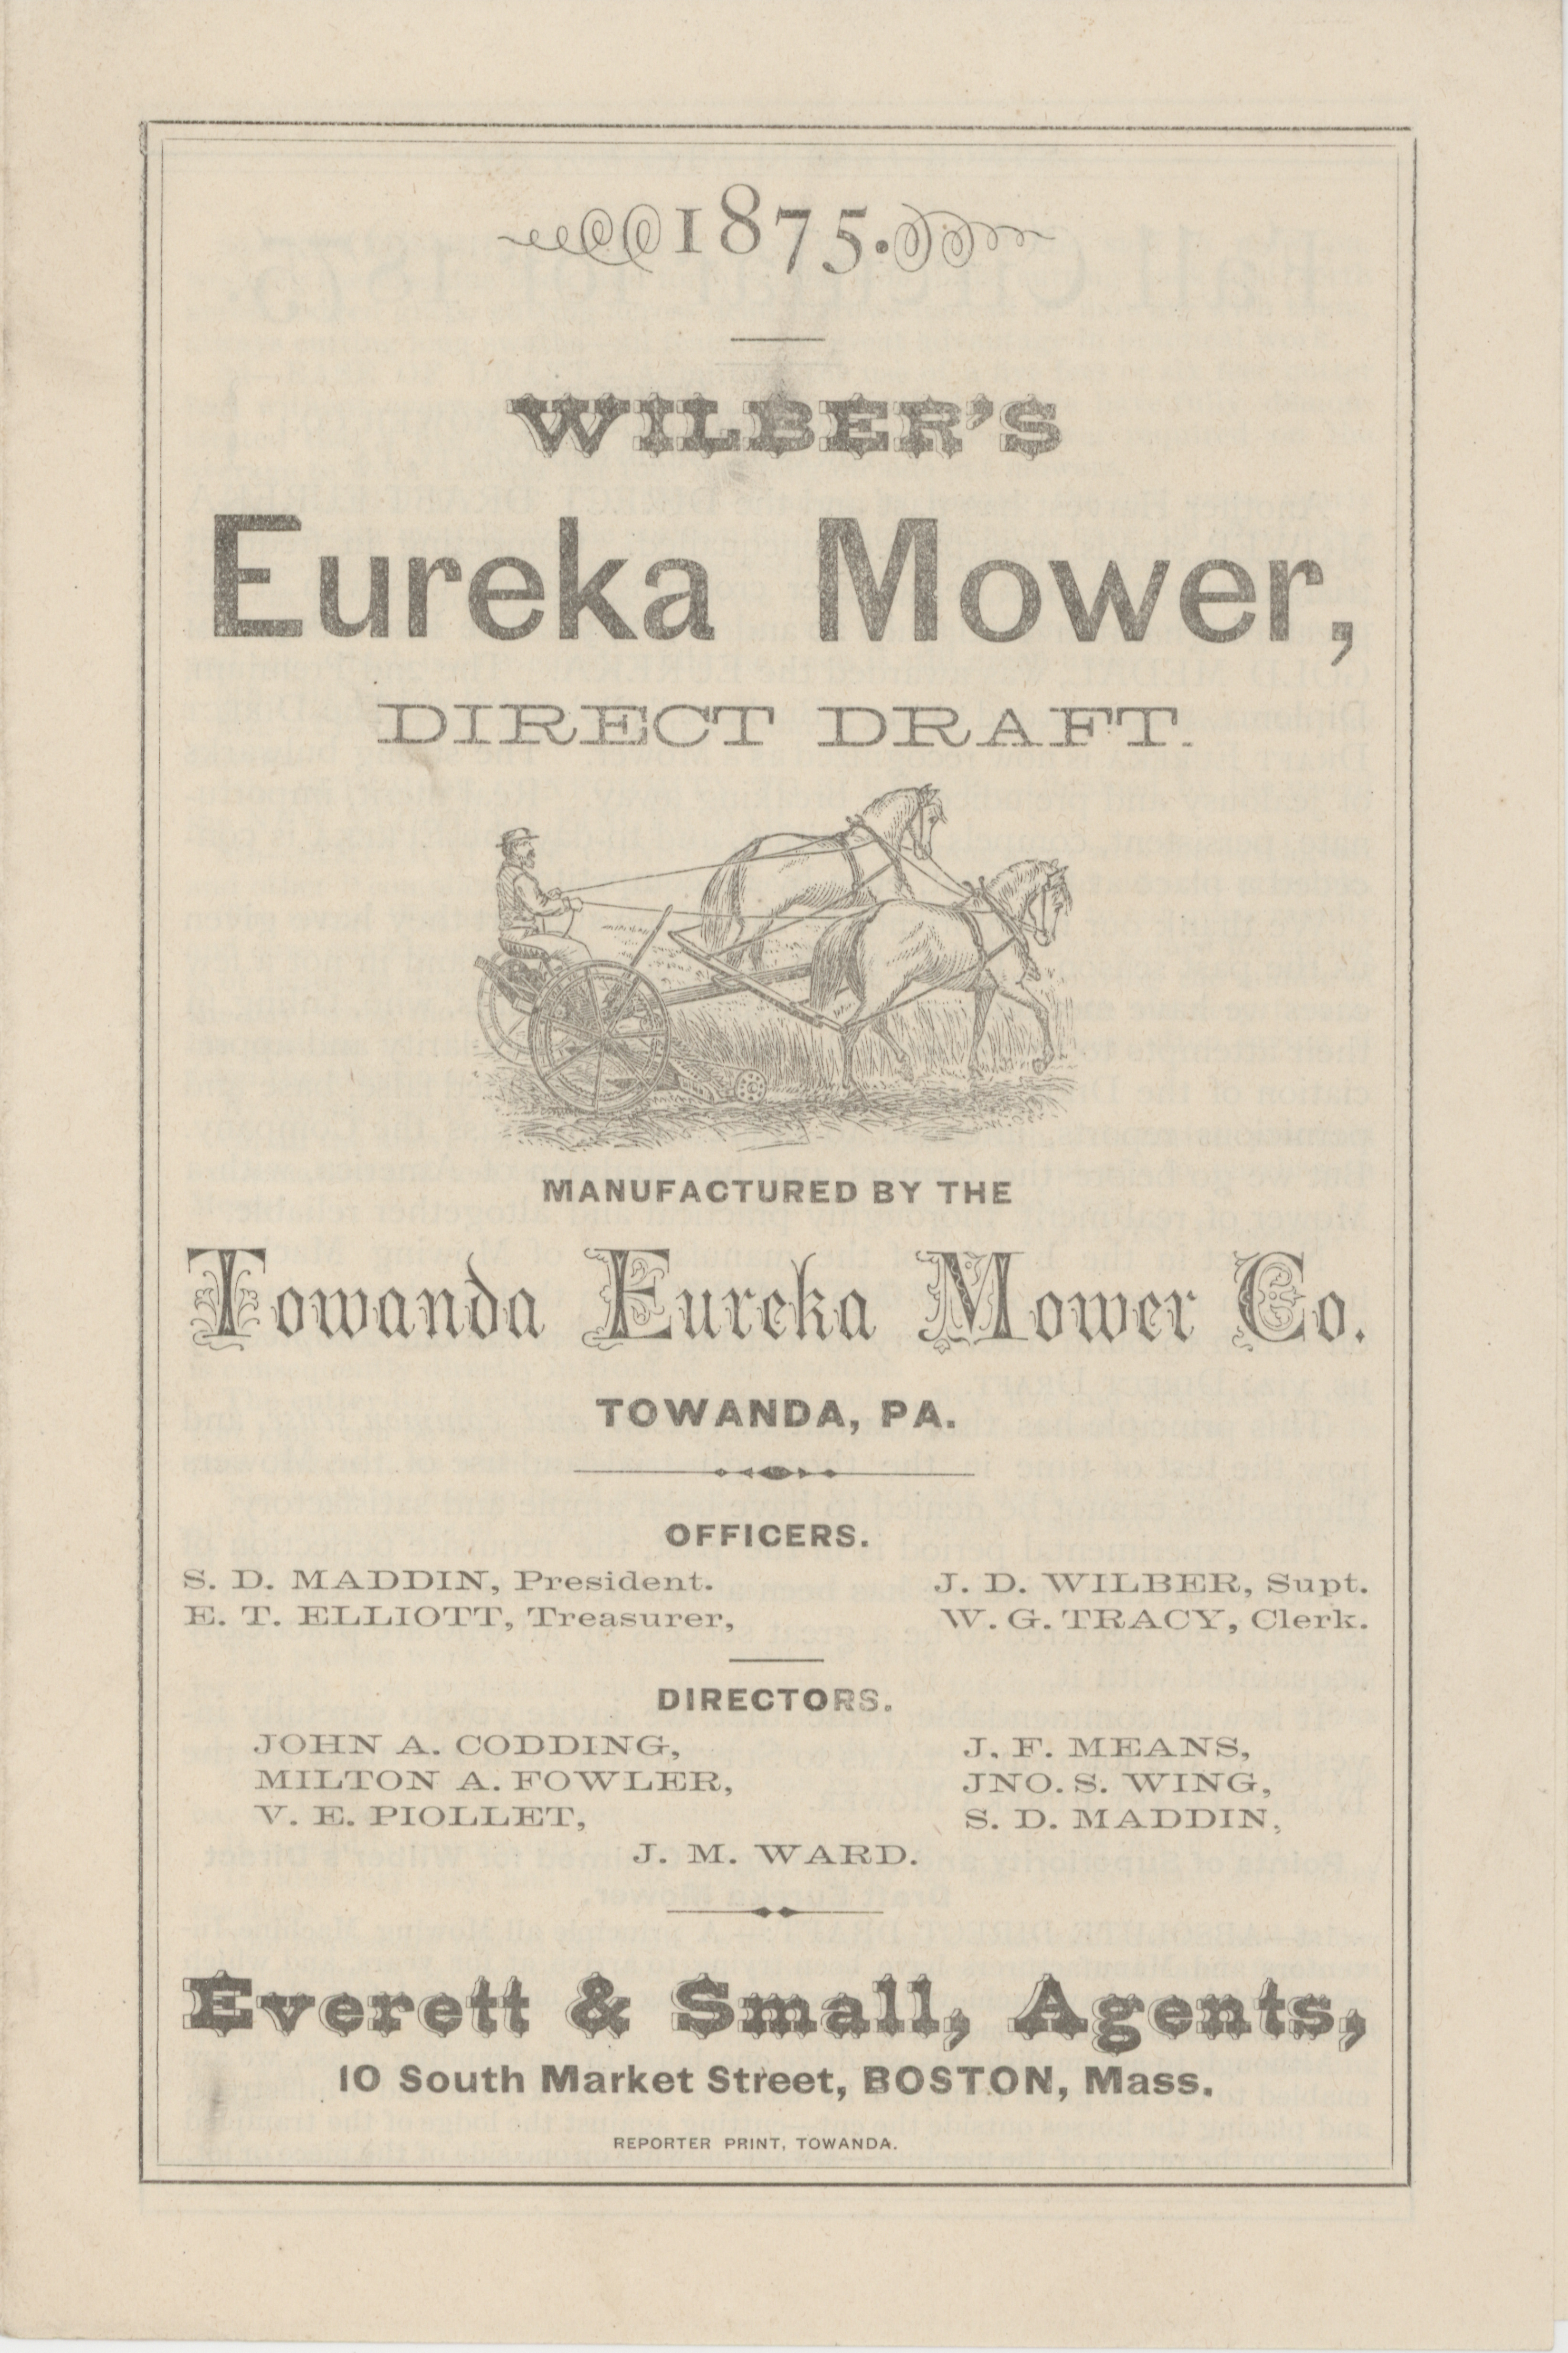 1875.
WILBER'S
Eureka Mower,
DIRECT DRAFT.
MANUFACTURED BY THE
Towanda Eureka Mower Co.
TOWANDA, PA.
OFFICERS.
S. D. MADDIN, President. J. D. WILBER, Supt.
E. T. ELLIOTT, Treasurer, W. G. TRACY, Clerk.
DIRECTORS.
JOHN A. CODDING, J. F. MEANS,
MILTON A. FOWLER, JNO. S. WING,
V. E. PIOLLET, S. D. MADDIN,
J. M. WARD.
Everett & Small, Agents,
10 South Market Street, BOSTON, Mass.
REPORTER PRINT, TOWANDA.